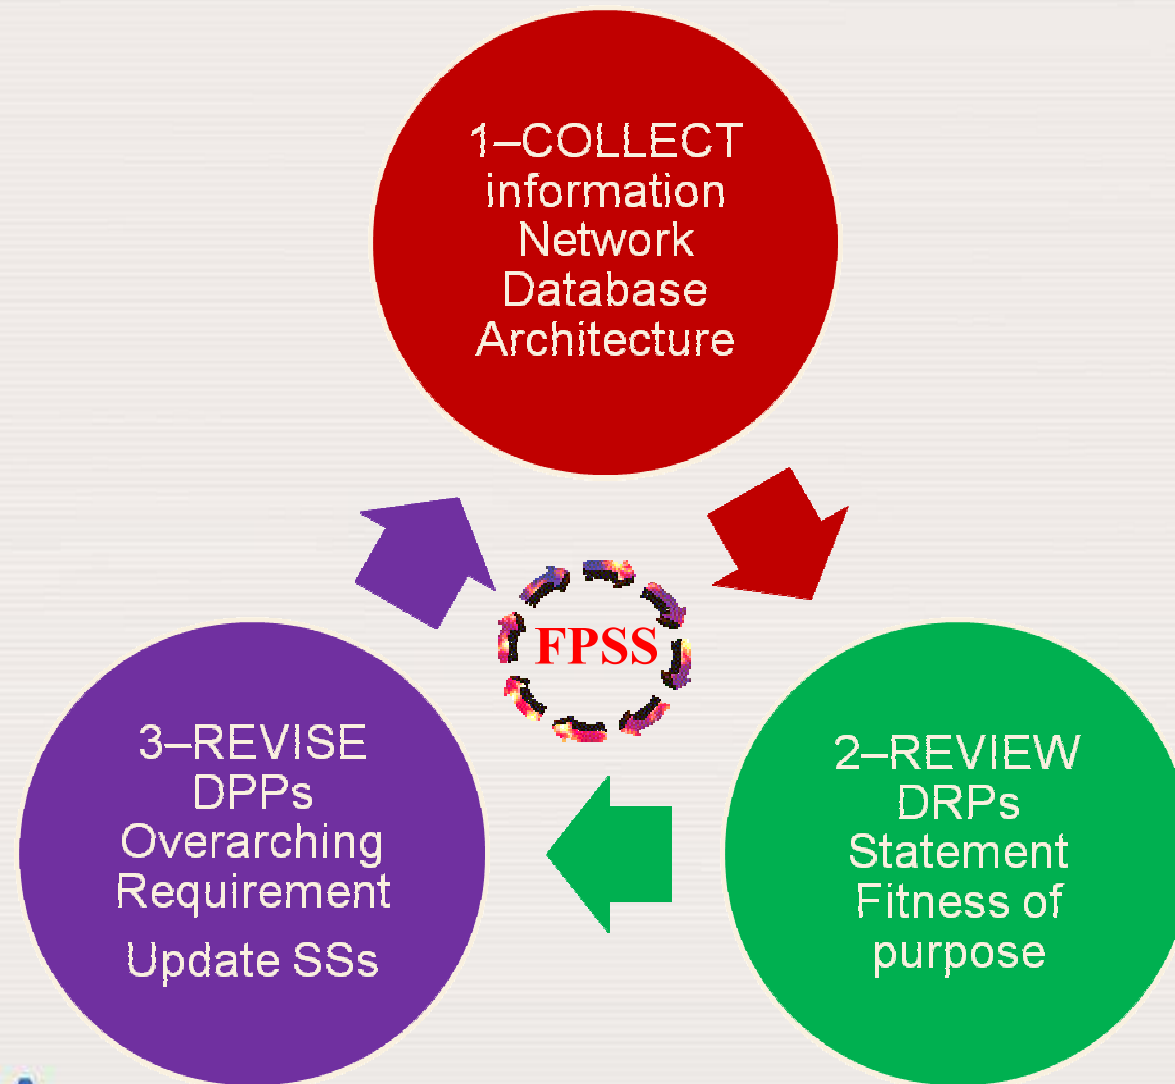 1–COLLECT
information
Network
Database
Architecture
FPSS
3–REVISE
DPPs
Overarching
Requirement
Update SSs
2–REVIEW
DRPs
Statement
Fitness of
purpose